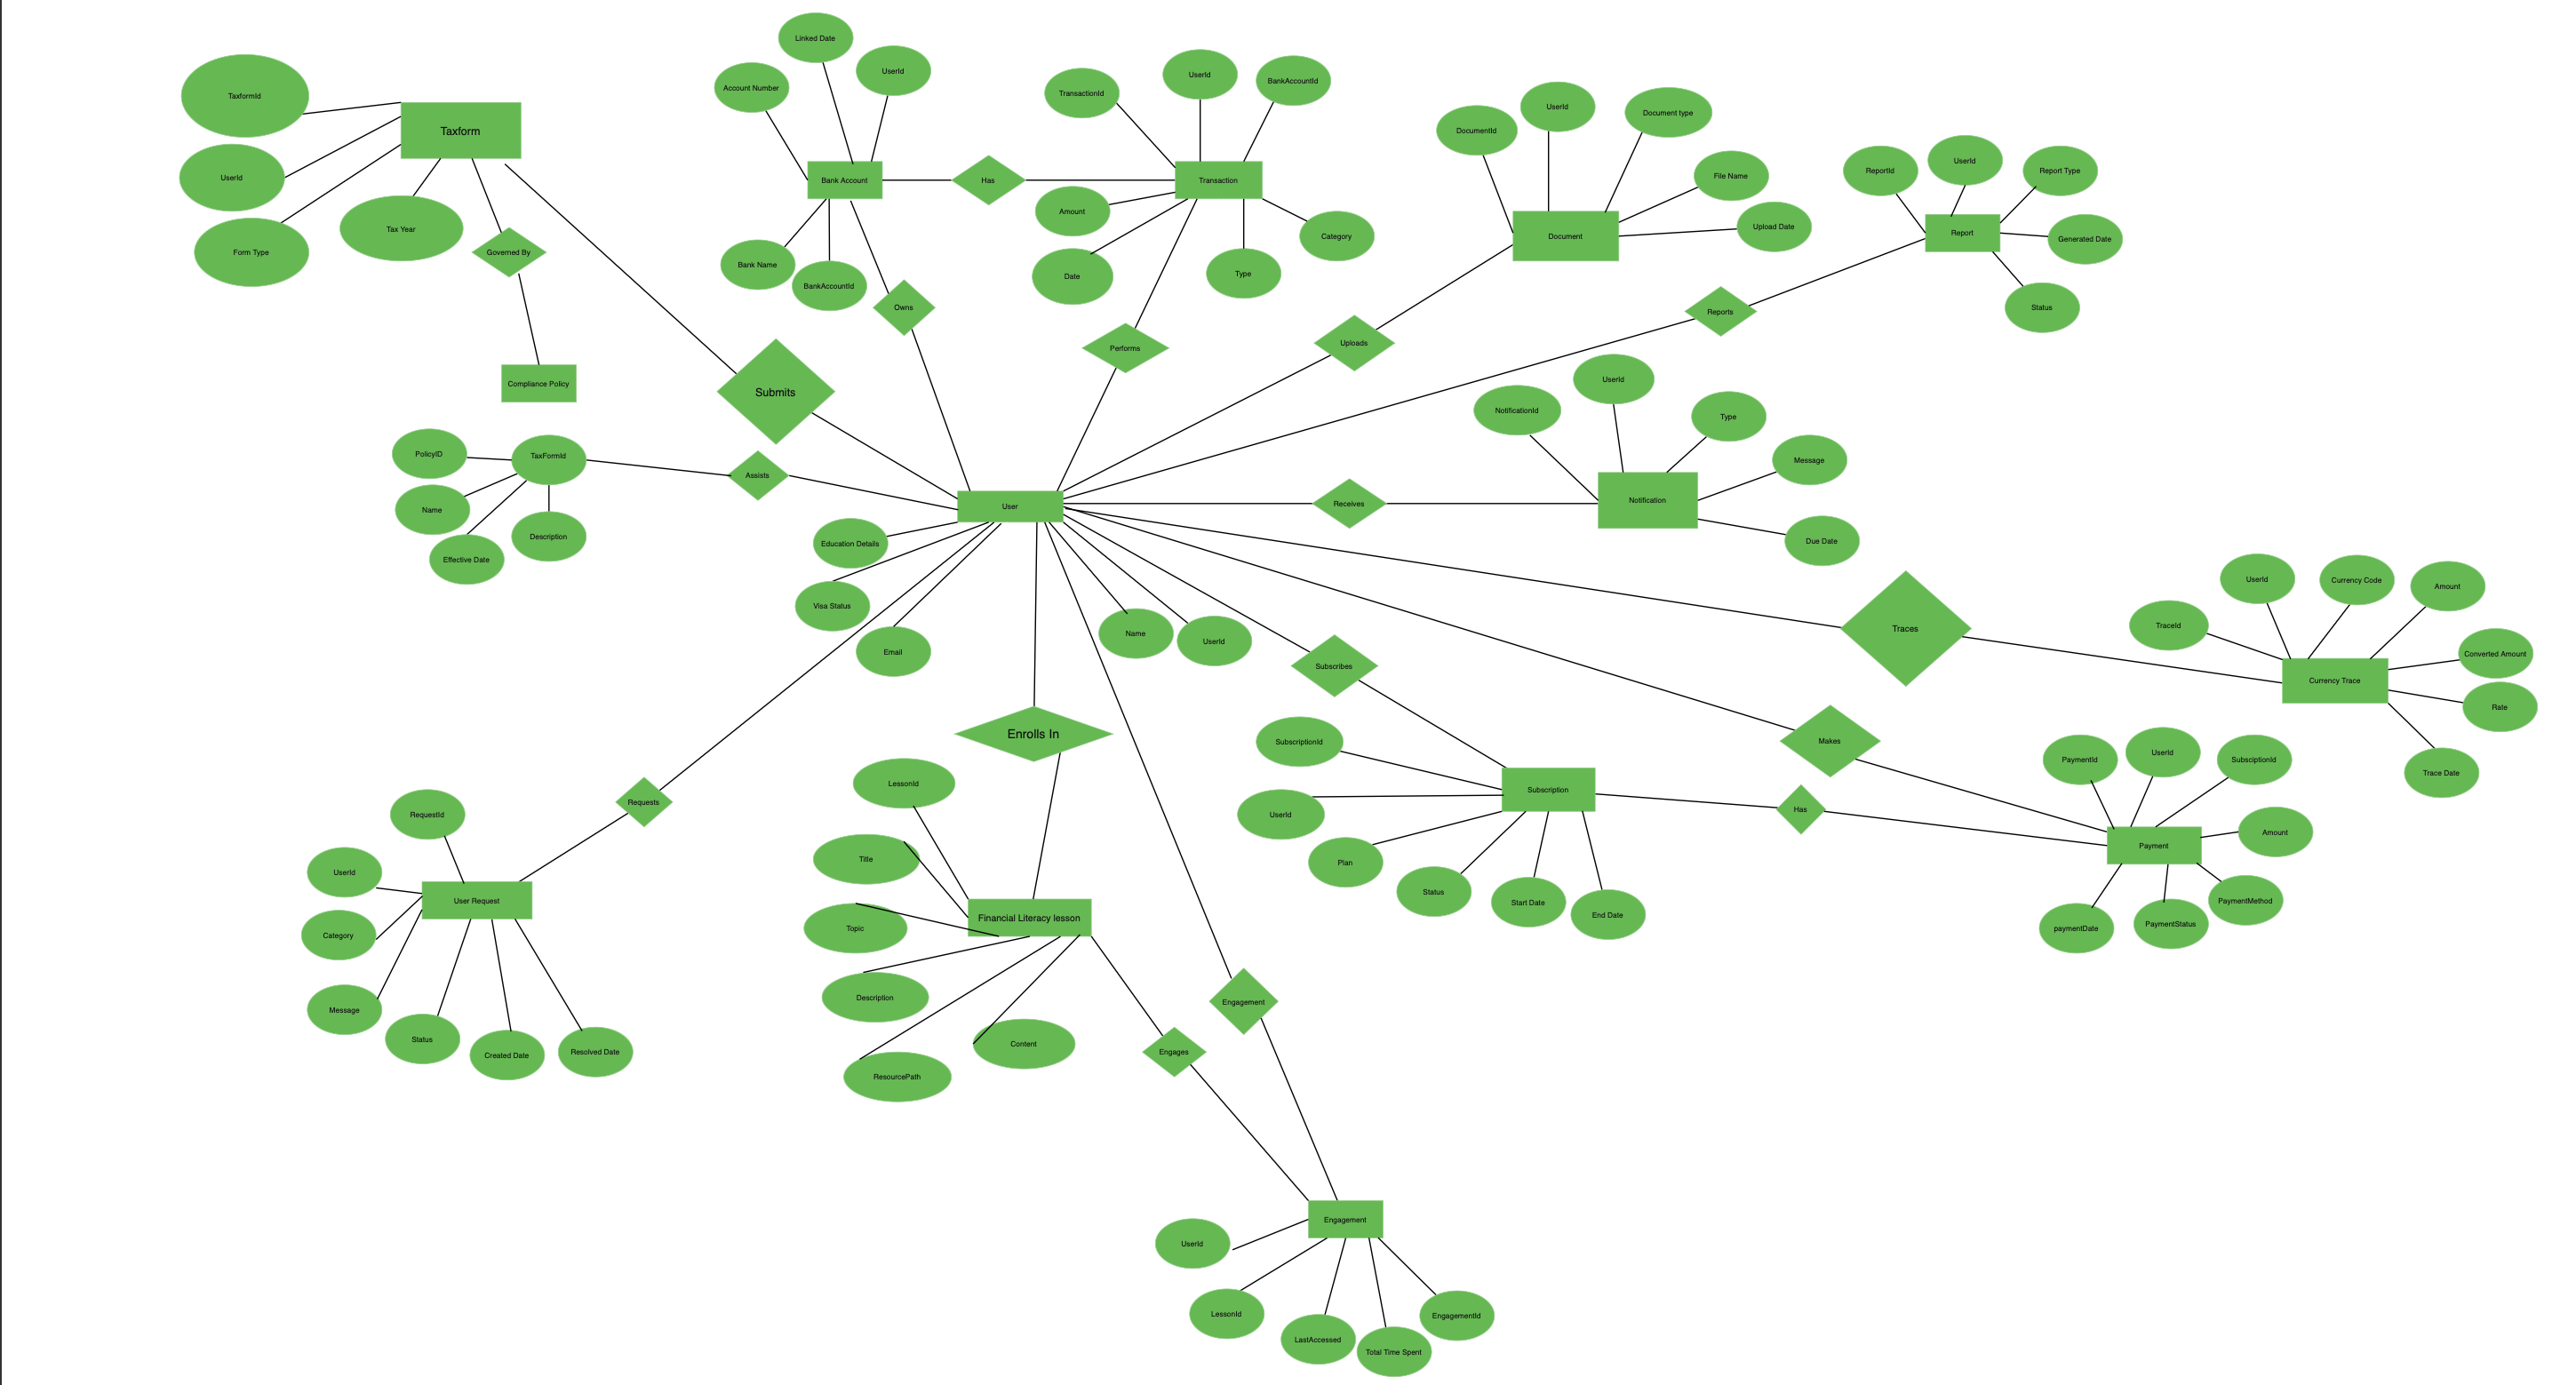 Linked Date
UserId
Account Number
TaxformId
Taxform
UserId
Form Type
Tax Year
Governed By
Compliance Policy
Bank Account
Has
Bank Name
BankAccountId
Owns
TransactionId
UserId
BankAccountId
Transaction
Amount
Date
Type
Category
Performs
DocumentId
UserId
Document type
File Name
Upload Date
Document
Uploads
ReportId
UserId
Report Type
Report
Generated Date
Status
Reports
Submits
PolicyID
TaxFormId
Name
Effective Date
Description
Assists
User
Receives
NotificationId
UserId
Type
Message
Notification
Due Date
Education Details
Visa Status
Email
Name
UserId
Subscribes
Traces
TraceId
UserId
Currency Code
Amount
Converted Amount
Currency Trace
Rate
Trace Date
Enrolls In
Makes
Requests
RequestId
UserId
User Request
Category
Message
Status
Created Date
Resolved Date
LessonId
Title
Topic
Financial Literacy lesson
Description
ResourcePath
Content
Engages
Engagement
SubscriptionId
UserId
Plan
Status
Start Date
End Date
Subscription
Has
PaymentId
UserId
SubsciptionId
Amount
Payment
PaymentMethod
PaymentStatus
paymentDate
Engagement
UserId
LessonId
LastAccessed
Total Time Spent
EngagementId